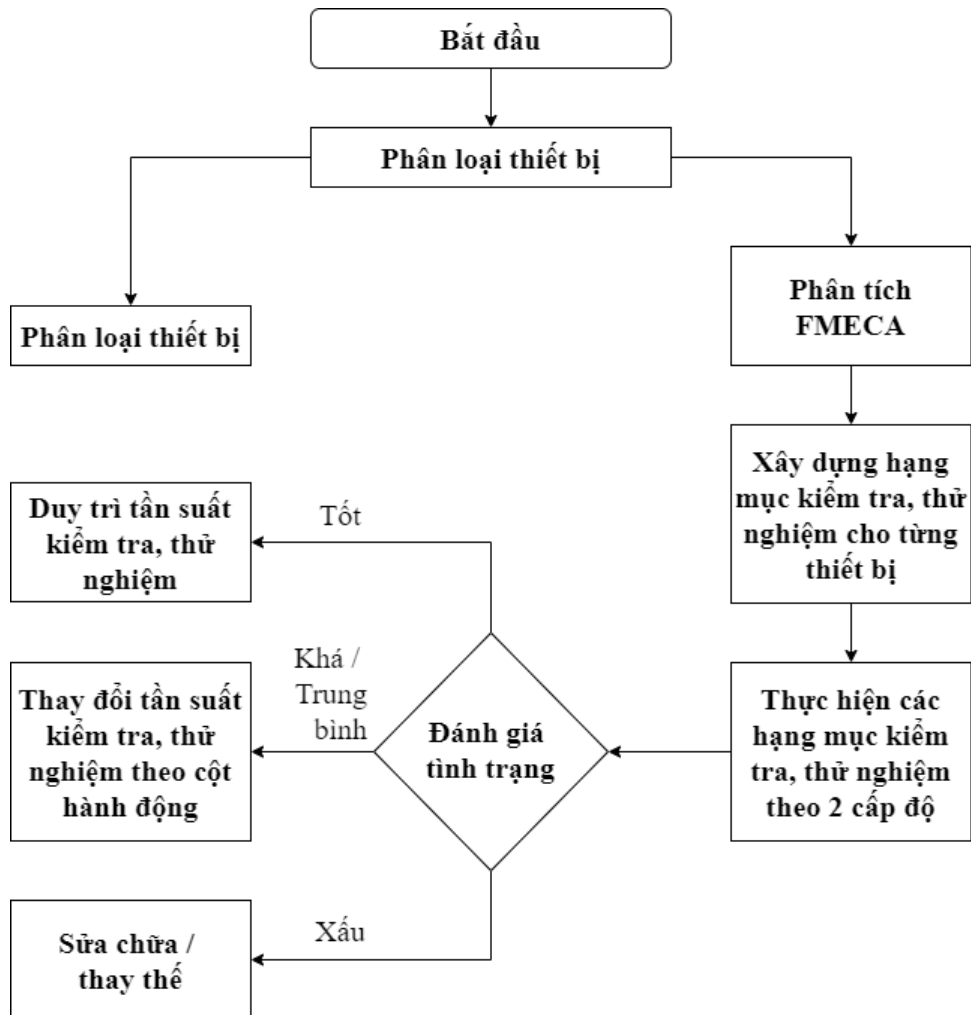 Bắt đầu
Phân loại thiết bị
Phân loại thiết bị
Phân tích
FMECA
Xây dựng hạng
mục kiểm tra, thử
nghiệm cho từng
thiết bị
Thực hiện các
hạng mục kiểm
tra, thử nghiệm
theo 2 cấp độ
Đánh giá
tình trạng
Tốt
Duy trì tần suất
kiểm tra, thử
nghiệm
Khá /
Trung
bình
Thay đổi tần suất
kiểm tra, thử
nghiệm theo cột
hành động
Xấu
Sửa chữa /
thay thế